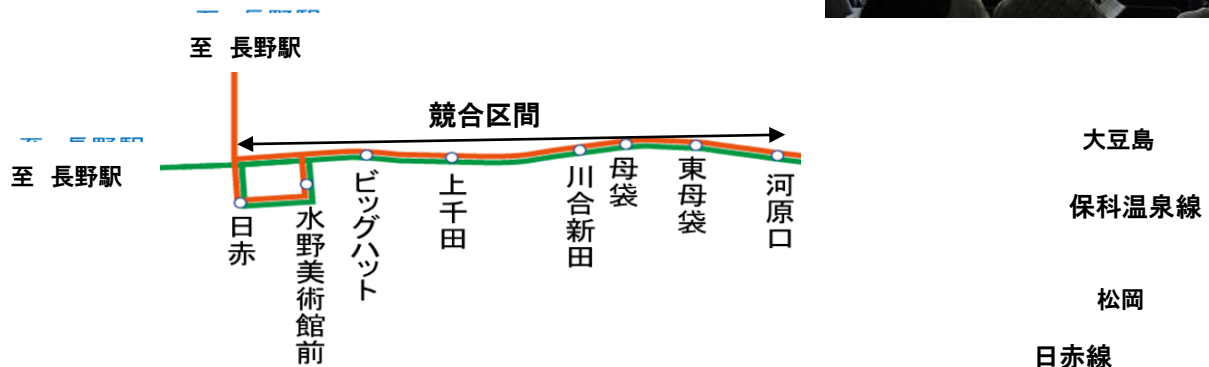 至 長野駅
競合区間
至 長野駅
日赤
水野美術館前
ビッグハット
上千田
川合新田
母袋
東母袋
河原口
大豆島
保科温泉線
松岡
日赤線